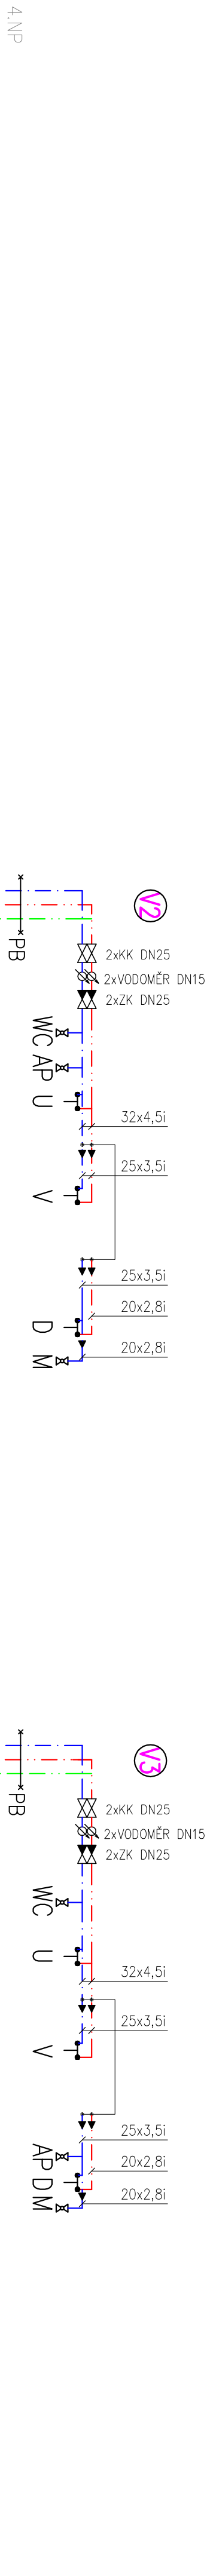 4.NP
V2
2xKK DN25
PB
2xVODOMĚR DN15
2xZK DN25
WC
AP
U
32x4,5i
25x3,5i
V
25x3,5i
20x2,8i
D
20x2,8i
M
V3
2xKK DN25
PB
2xVODOMĚR DN15
2xZK DN25
WC
U
32x4,5i
25x3,5i
V
25x3,5i
AP
20x2,8i
D
20x2,8i
M